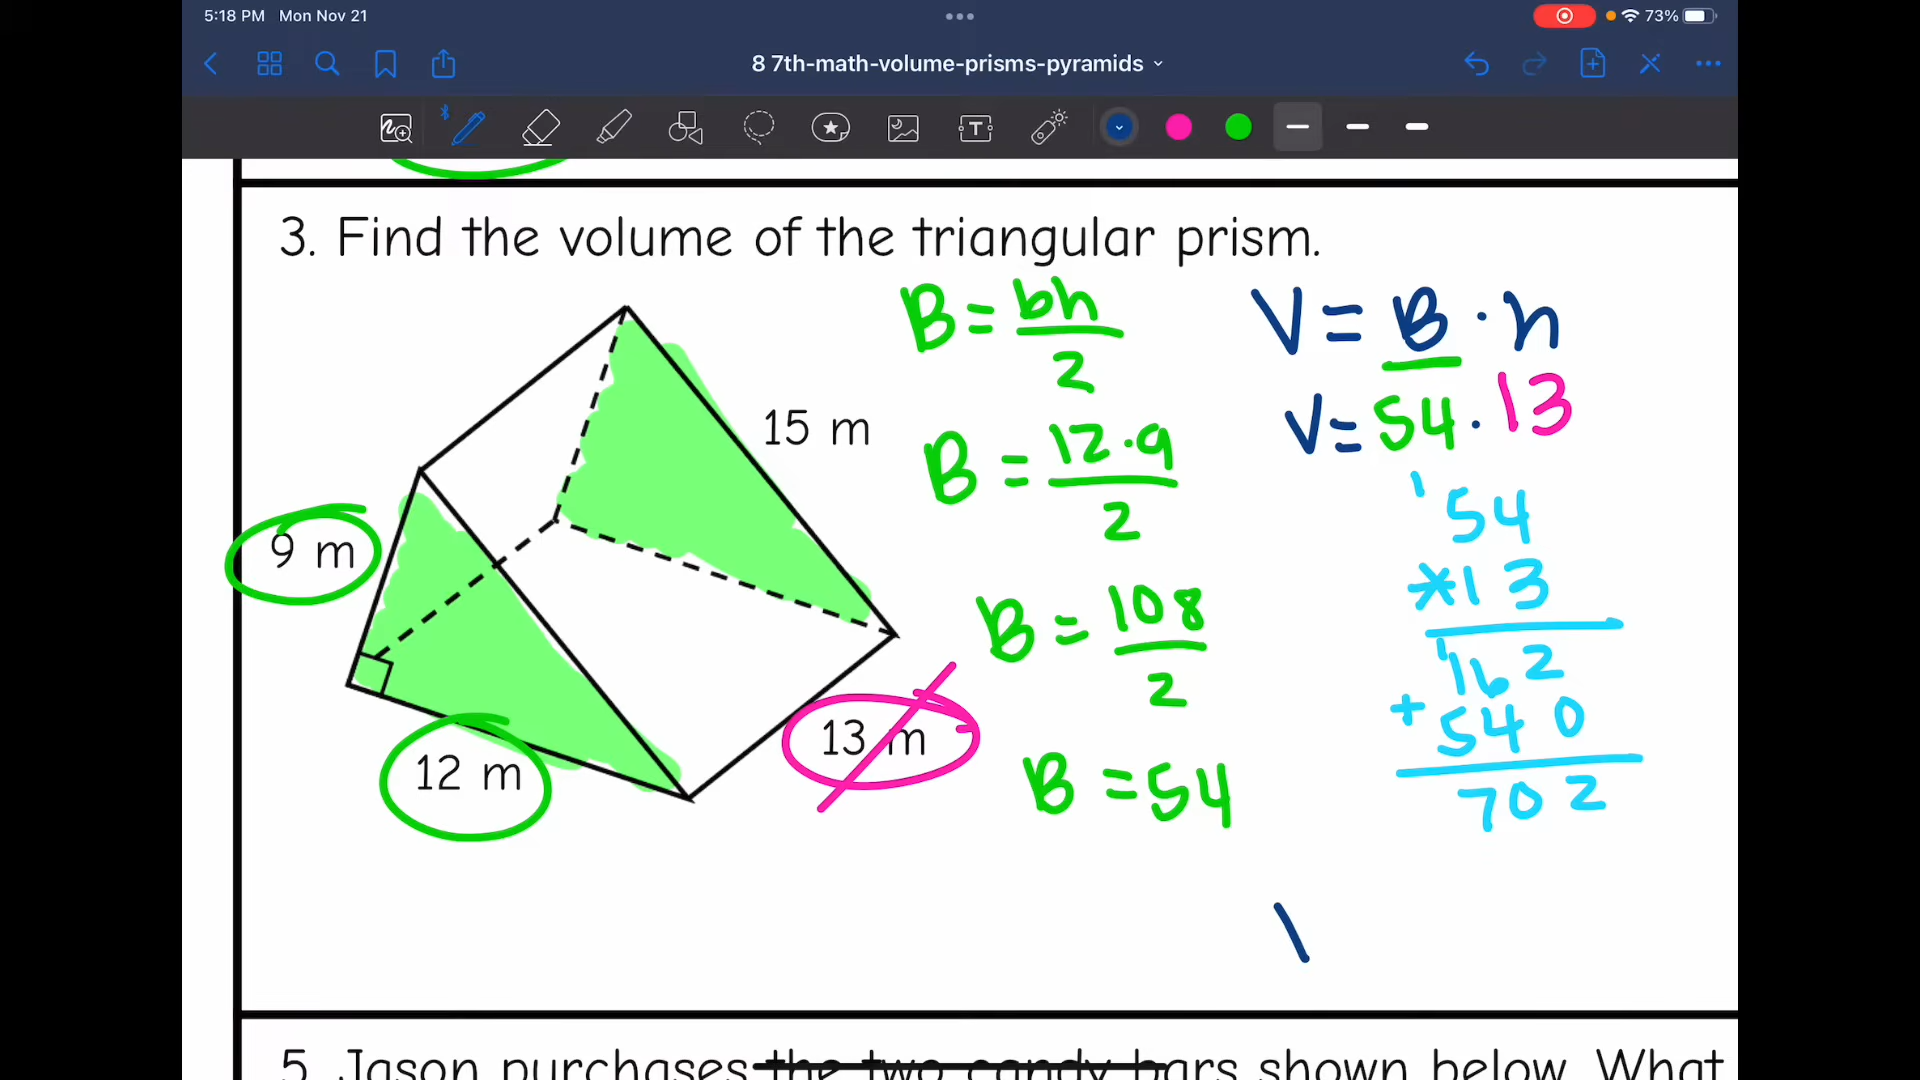 5:18 PM Mon Nov 21
73%
8 7th-math-volume-prisms-pyramids
T
3. Find the volume of the triangular prism.
15 m
9 m
12 m
13 m
B = bh/2
B = 12·9/2
B = 108/2
B = 54
V = B · h
V = 54 · 13
1
54
* 13
1
162
+ 540
702
5. Jason purchases the two candy bars shown below. What